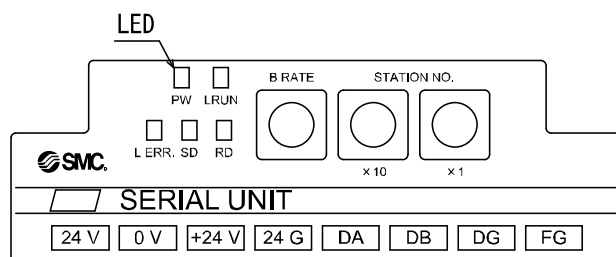 LED
B RATE STATION NO.
PW LRUN
L ERR. SD RD
×10 ×1
SMC.
SERIAL UNIT
24 V 0 V +24 V 24 G DA DB DG FG